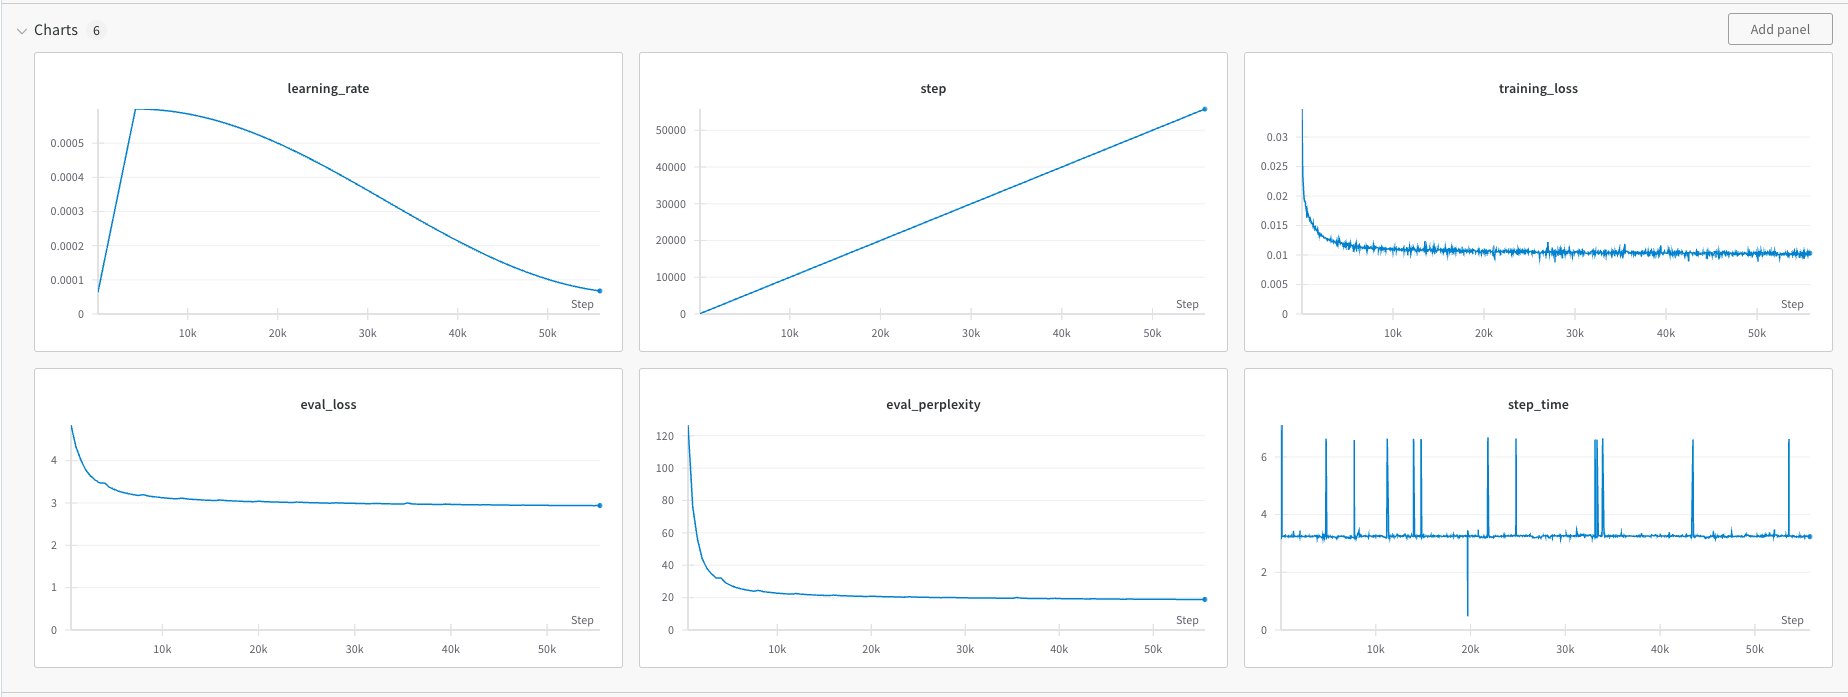 Charts 6
Add panel
learning_rate
0.0005
0.0004
0.0003
0.0002
0.0001
0
Step
10k 20k 30k 40k 50k
step
50000
40000
30000
20000
10000
0
Step
10k 20k 30k 40k 50k
training_loss
0.03
0.025
0.02
0.015
0.01
0.005
0
Step
10k 20k 30k 40k 50k
eval_loss
4
3
2
1
0
Step
10k 20k 30k 40k 50k
eval_perplexity
120
100
80
60
40
20
0
Step
10k 20k 30k 40k 50k
step_time
6
4
2
0
Step
10k 20k 30k 40k 50k